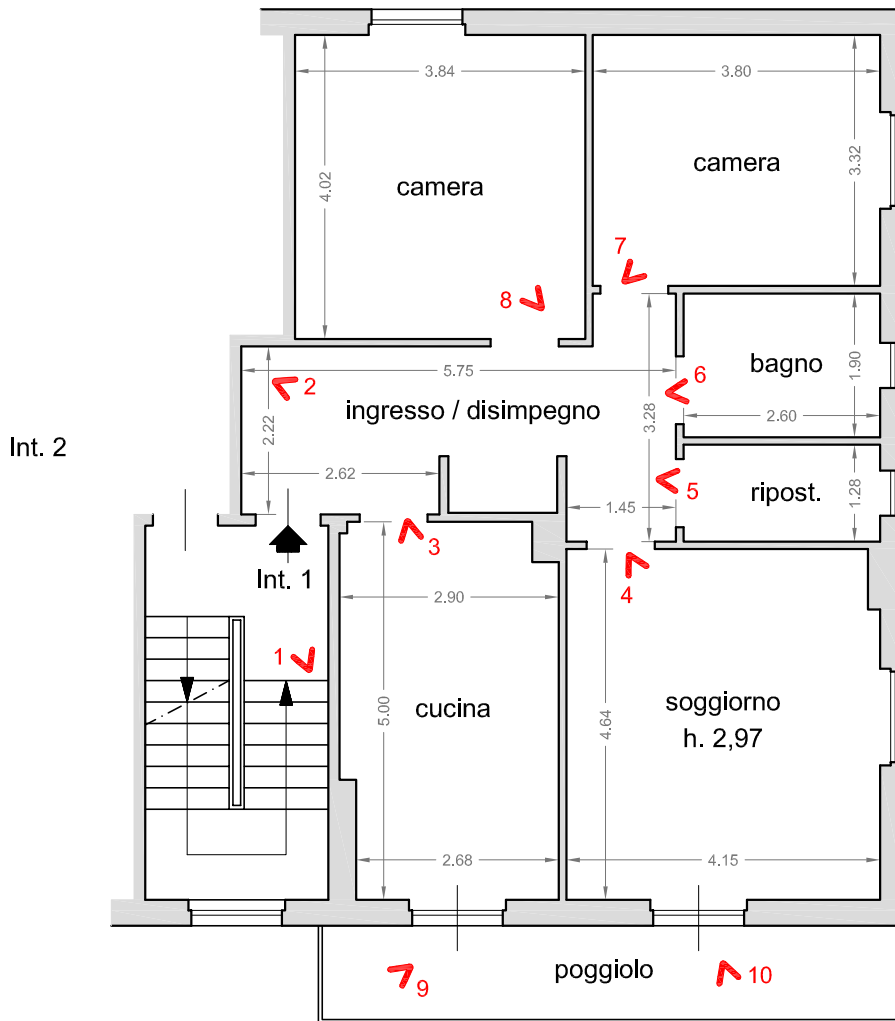 3.84
3.80
4.02
camera
camera
3.32
7
8
5.75
2
ingresso / disimpegno
3.28
6
bagno
1.90
2.60
2.22
Int. 2
2.62
5
ripost.
1.28
1.45
3
Int. 1
4
2.90
1
5.00
cucina
4.64
soggiorno
h. 2,97
2.68
4.15
9
poggiolo
10